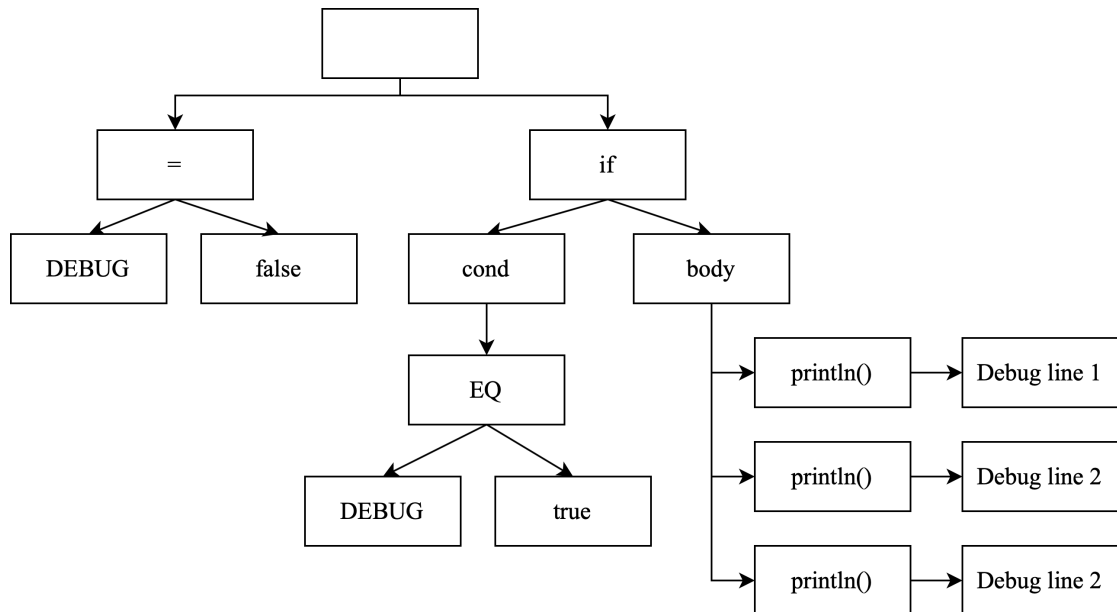 =
if
DEBUG
false
cond
body
println()
Debug line 1
EQ
println()
Debug line 2
DEBUG
true
println()
Debug line 2